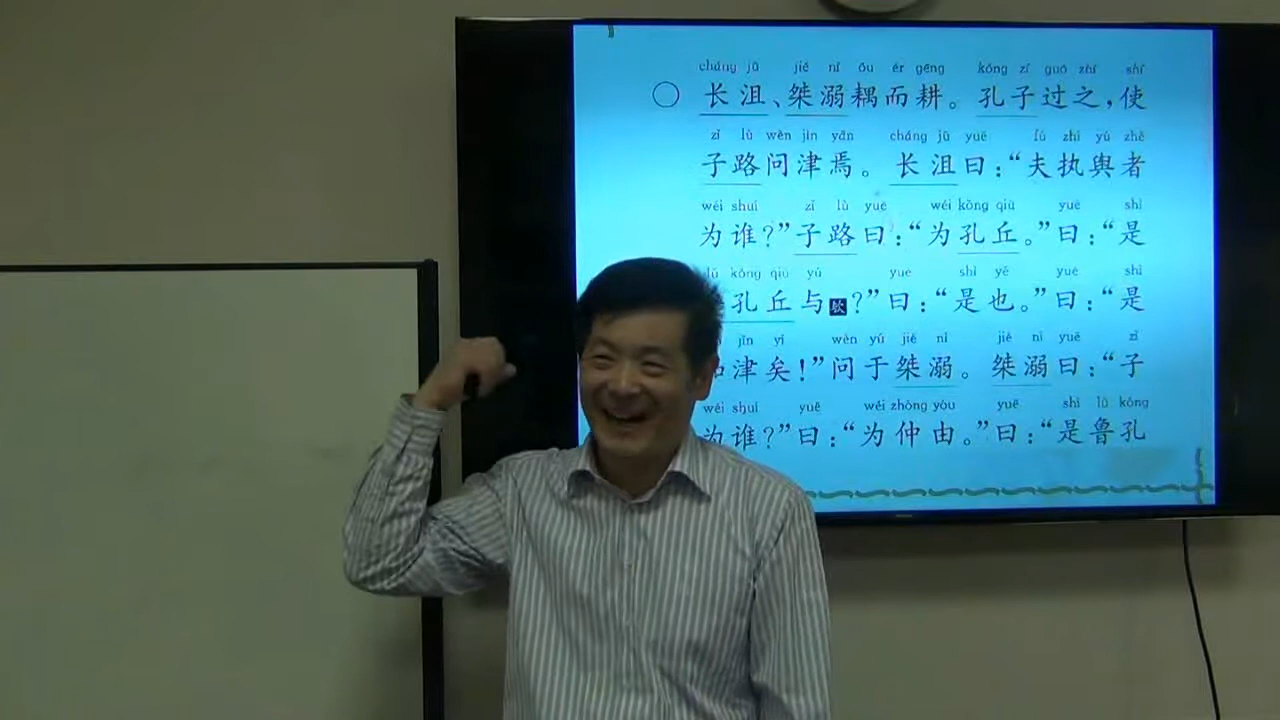 cháng jǔ jié nì ǒu ér gēng kǒng zǐ guò zhī shǐ
○ 长沮、桀溺耦而耕。孔子过之，使
zǐ lù wèn jīn yān cháng jǔ yuē fú zhí yú zhě
子路问津焉。长沮曰：“夫执舆者
wéi shuí zǐ lù yuē wéi kǒng qiū yuē shì
为谁？”子路曰：“为孔丘。”曰：“是
lǔ kǒng qiū yú yuē shì yě yuē shì
孔丘与欤？”曰：“是也。”曰：“是
jīn yǐ wèn yú jié nì jié nì yuē zǐ
津矣！”问于桀溺。桀溺曰：“子
wéi shuí yuē wéi zhòng yóu yuē shì lǔ kǒng
为谁？”曰：“为仲由。”曰：“是鲁孔